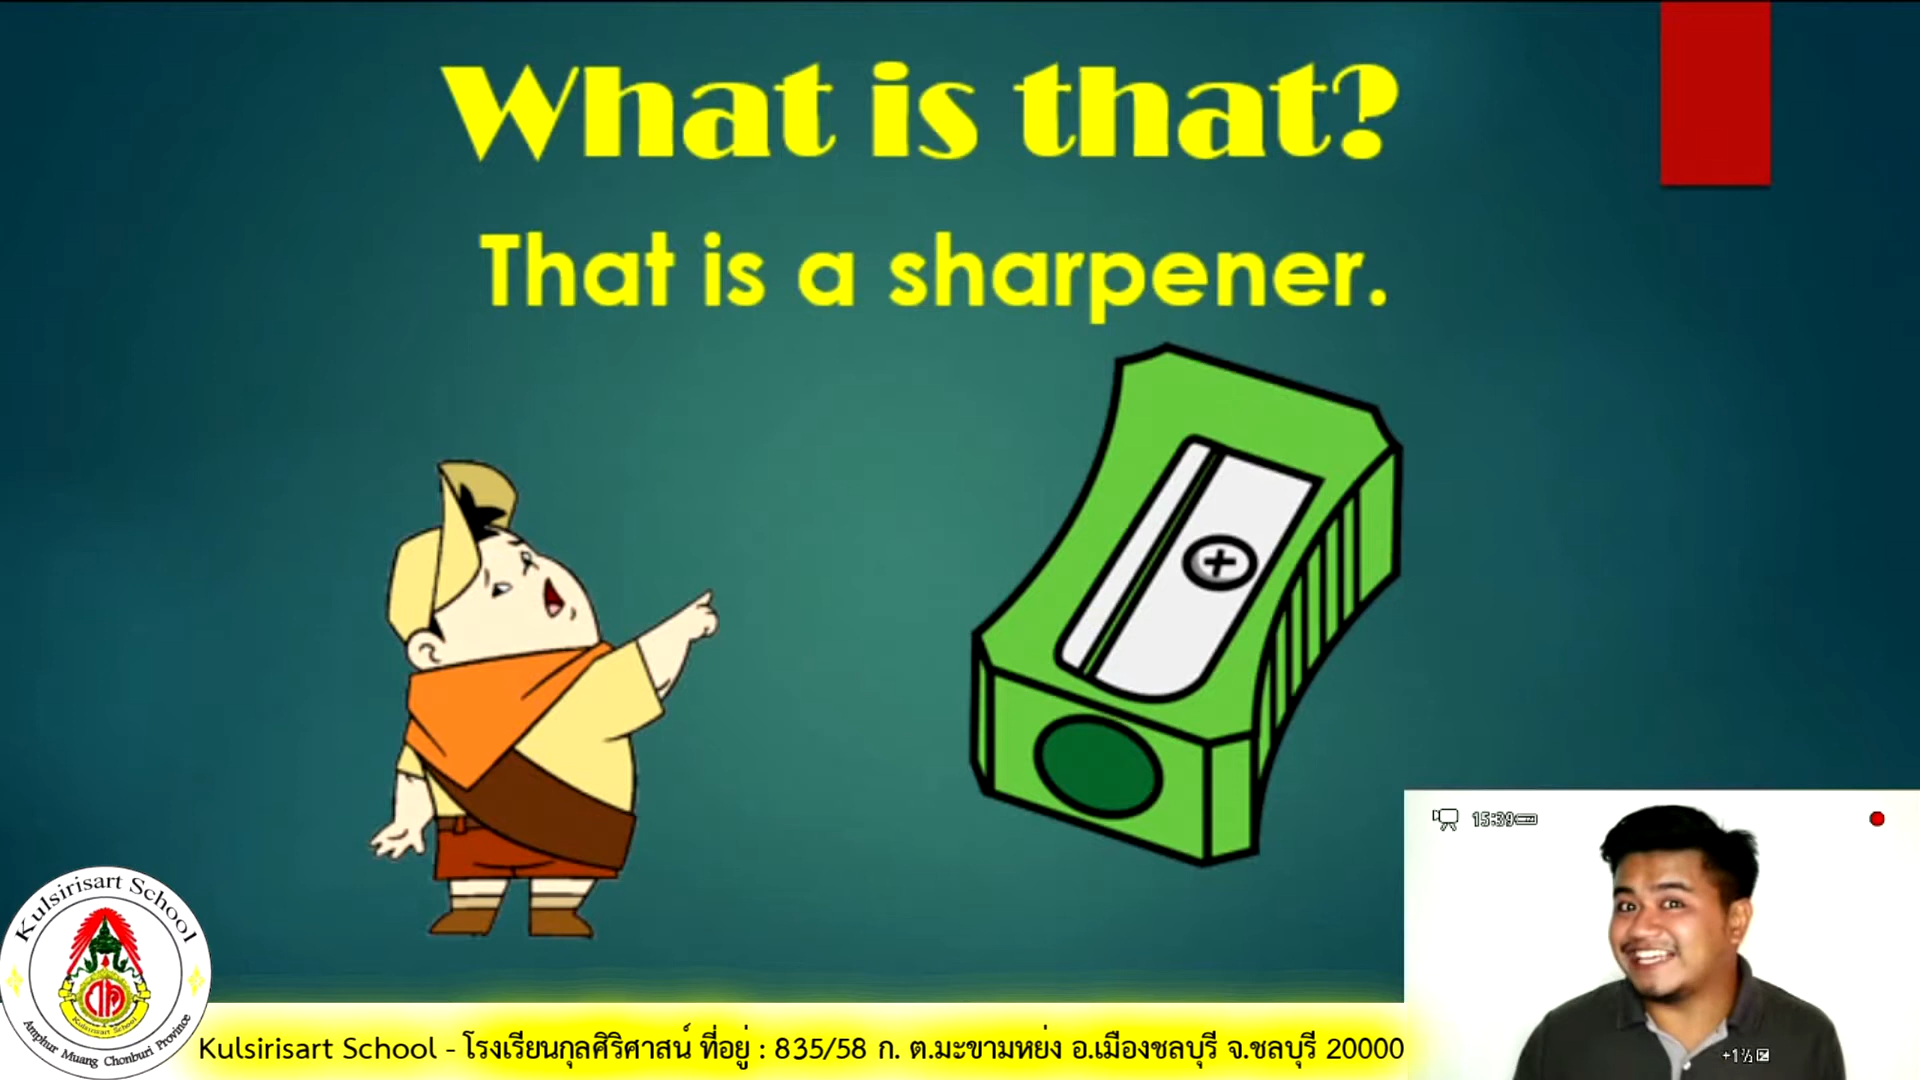 What is that?
That is a sharpener.
15:39
Kulsirisart School
Kulsirisart School
Amphur Muang Chonburi Province
Kulsirisart School - โรงเรียนกุลศิริศาสน์ ที่อยู่ : 835/58 ก. ต.มะขามหย่ง อ.เมืองชลบุรี จ.ชลบุรี 20000